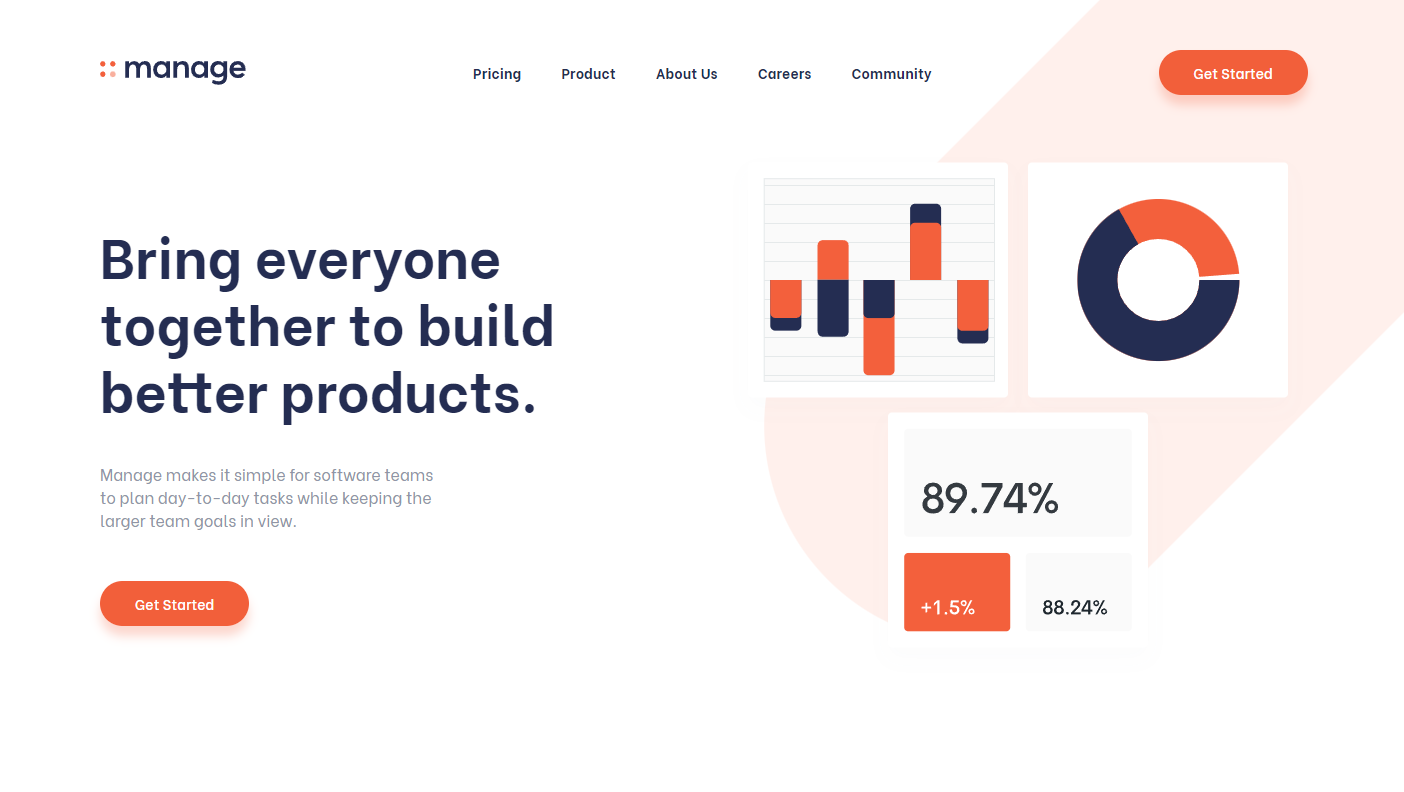 manage
Pricing Product About Us Careers Community
Get Started
Bring everyone
together to build
better products.
Manage makes it simple for software teams
to plan day-to-day tasks while keeping the
larger team goals in view.
Get Started
89.74%
+1.5%
88.24%